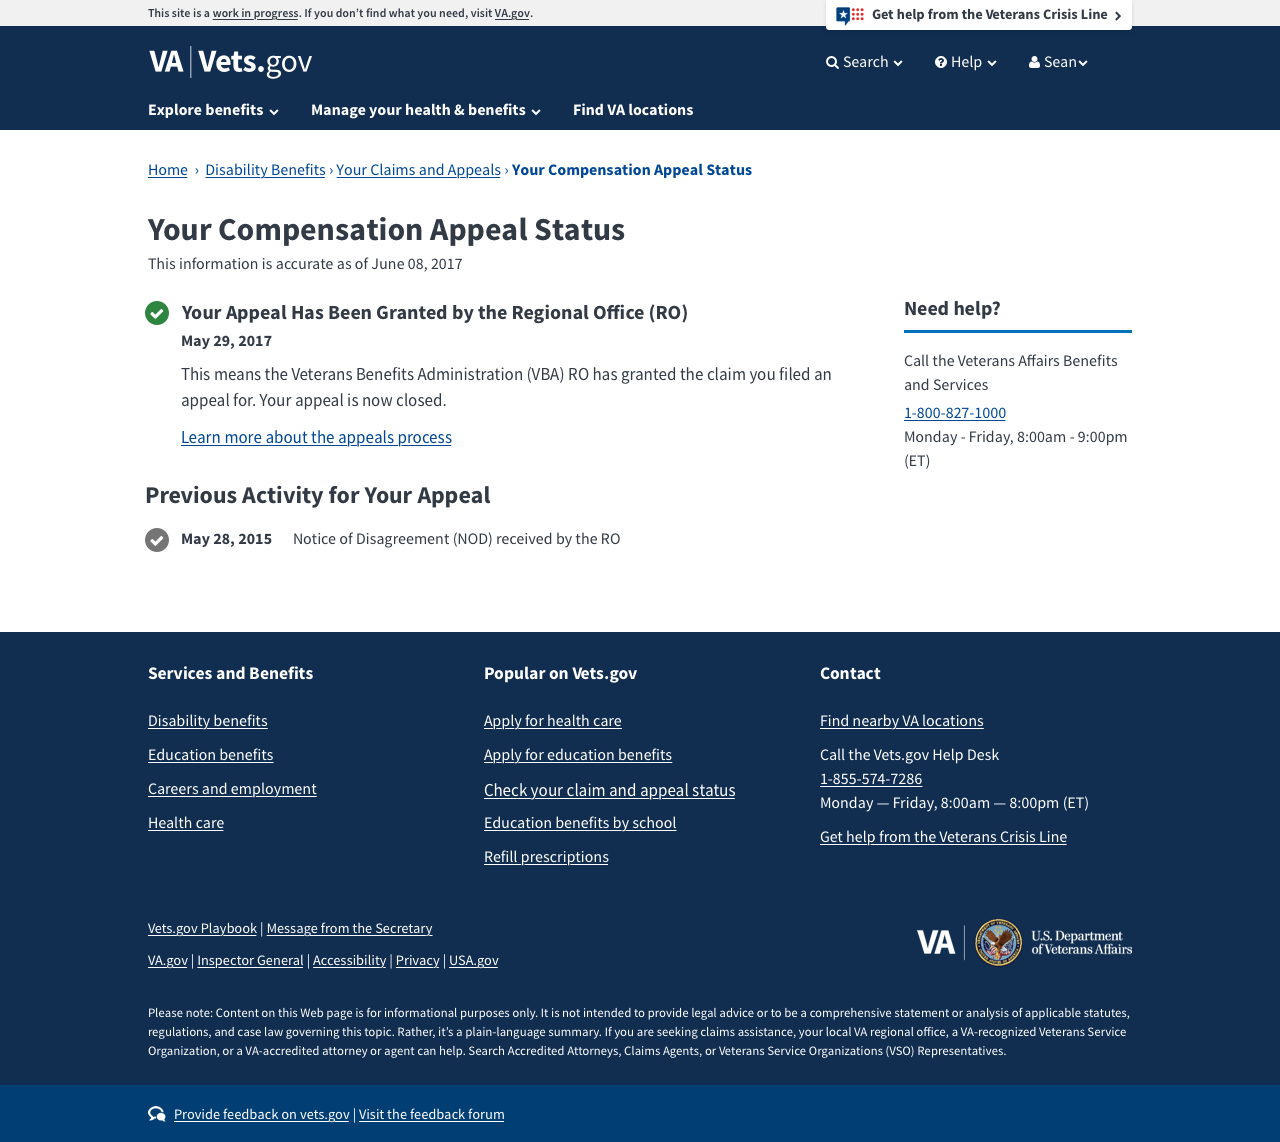 This site is a work in progress. If you don’t find what you need, visit VA.gov.
Get help from the Veterans Crisis Line
VA | Vets.gov
Search
Help
Sean
Explore benefits
Manage your health & benefits
Find VA locations
Home › Disability Benefits › Your Claims and Appeals › Your Compensation Appeal Status
Your Compensation Appeal Status
This information is accurate as of June 08, 2017
Your Appeal Has Been Granted by the Regional Office (RO)
May 29, 2017
This means the Veterans Benefits Administration (VBA) RO has granted the claim you filed an
appeal for. Your appeal is now closed.
Learn more about the appeals process
Need help?
Call the Veterans Affairs Benefits
and Services
1-800-827-1000
Monday - Friday, 8:00am - 9:00pm
(ET)
Previous Activity for Your Appeal
May 28, 2015 Notice of Disagreement (NOD) received by the RO
Services and Benefits
Disability benefits
Education benefits
Careers and employment
Health care
Popular on Vets.gov
Apply for health care
Apply for education benefits
Check your claim and appeal status
Education benefits by school
Refill prescriptions
Contact
Find nearby VA locations
Call the Vets.gov Help Desk
1-855-574-7286
Monday — Friday, 8:00am — 8:00pm (ET)
Get help from the Veterans Crisis Line
Vets.gov Playbook | Message from the Secretary
VA.gov | Inspector General | Accessibility | Privacy | USA.gov
VA
U.S. Department
of Veterans Affairs
Please note: Content on this Web page is for informational purposes only. It is not intended to provide legal advice or to be a comprehensive statement or analysis of applicable statutes,
regulations, and case law governing this topic. Rather, it’s a plain-language summary. If you are seeking claims assistance, your local VA regional office, a VA-recognized Veterans Service
Organization, or a VA-accredited attorney or agent can help. Search Accredited Attorneys, Claims Agents, or Veterans Service Organizations (VSO) Representatives.
Provide feedback on vets.gov | Visit the feedback forum